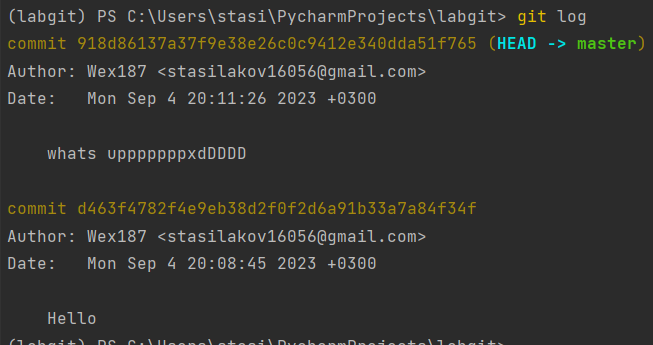 (labgit) PS C:\Users\stasi\PycharmProjects\labgit> git log
commit 918d86137a37f9e38e26c0c9412e340dda51f765 (HEAD -> master)
Author: Wex187 <stasilakov16056@gmail.com>
Date:   Mon Sep 4 20:11:26 2023 +0300
whats upppppppxdDDDD
commit d463f4782f4e9eb38d2f0f2d6a91b33a7a84f34f
Author: Wex187 <stasilakov16056@gmail.com>
Date:   Mon Sep 4 20:08:45 2023 +0300
Hello
(labgit) PS C:\Users\stasi\PycharmProjects\labgit>